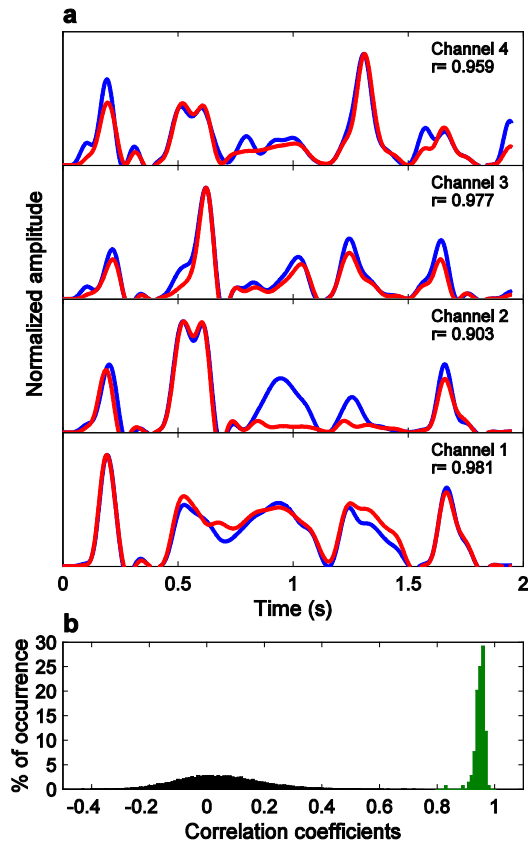 a
Channel 4
r= 0.959
Channel 3
r= 0.977
Channel 2
r= 0.903
Channel 1
r= 0.981
Normalized amplitude
0 0.5 1 1.5 2
Time (s)
b
30
25
20
15
10
5
0
% of occurrence
-0.4 -0.2 0 0.2 0.4 0.6 0.8 1
Correlation coefficients